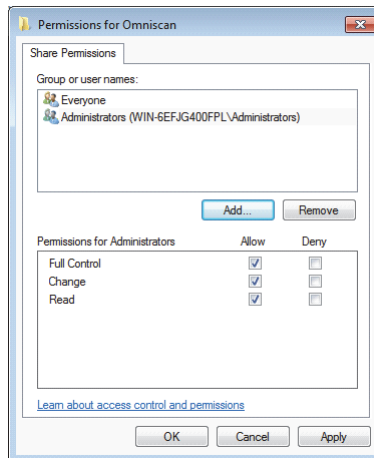 Permissions for Omniscan
Share Permissions
Group or user names:
Everyone
Administrators (WIN-6EFJG400FPL\Administrators)
Add... Remove
Permissions for Administrators Allow Deny
Full Control
Change
Read
Learn about access control and permissions
OK Cancel Apply